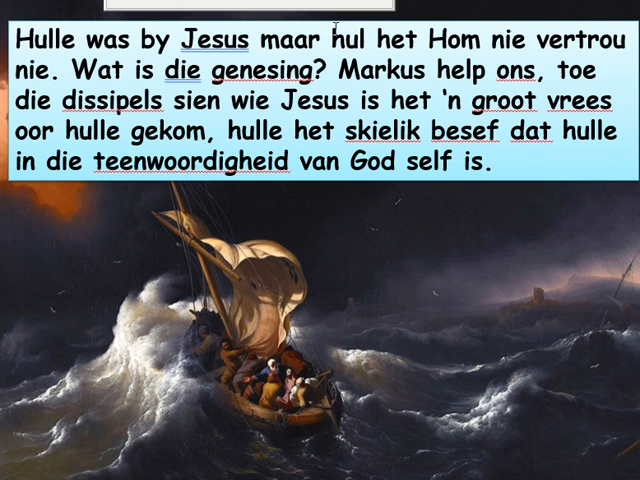 Hulle was by Jesus maar hul het Hom nie vertrou
nie. Wat is die genesing? Markus help ons, toe
die dissipels sien wie Jesus is het ‘n groot vrees
oor hulle gekom, hulle het skielik besef dat hulle
in die teenwoordigheid van God self is.